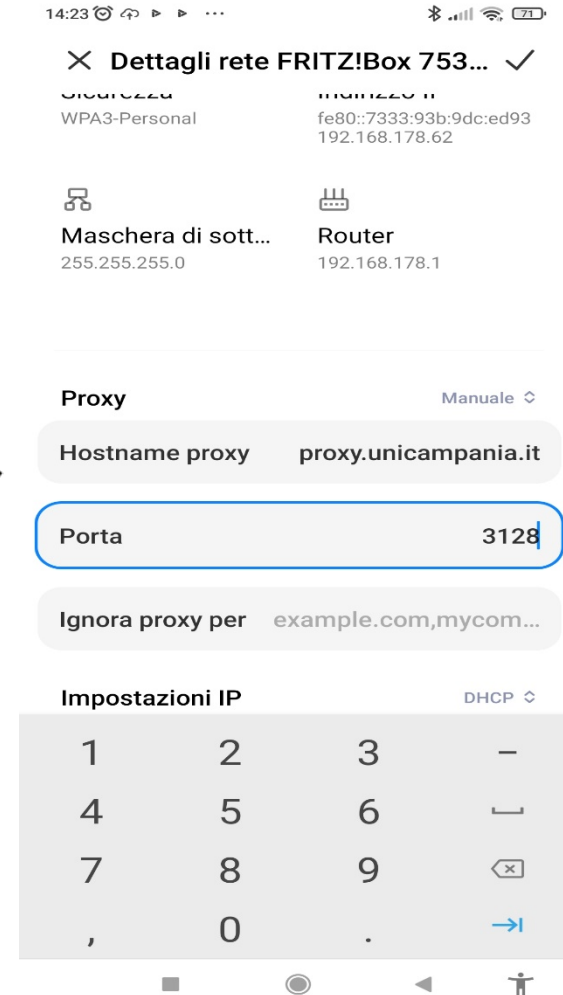 14:23
71
Dettagli rete FRITZ!Box 753...
WPA3-Personal
fe80::7333:93b:9dc:ed93
192.168.178.62
Maschera di sott...
Router
255.255.255.0
192.168.178.1
Proxy
Manuale
Hostname proxy
proxy.unicampania.it
Porta
3128
Ignora proxy per
example.com,mycom...
Impostazioni IP
DHCP
1 2 3 –
4 5 6
7 8 9
, 0 .